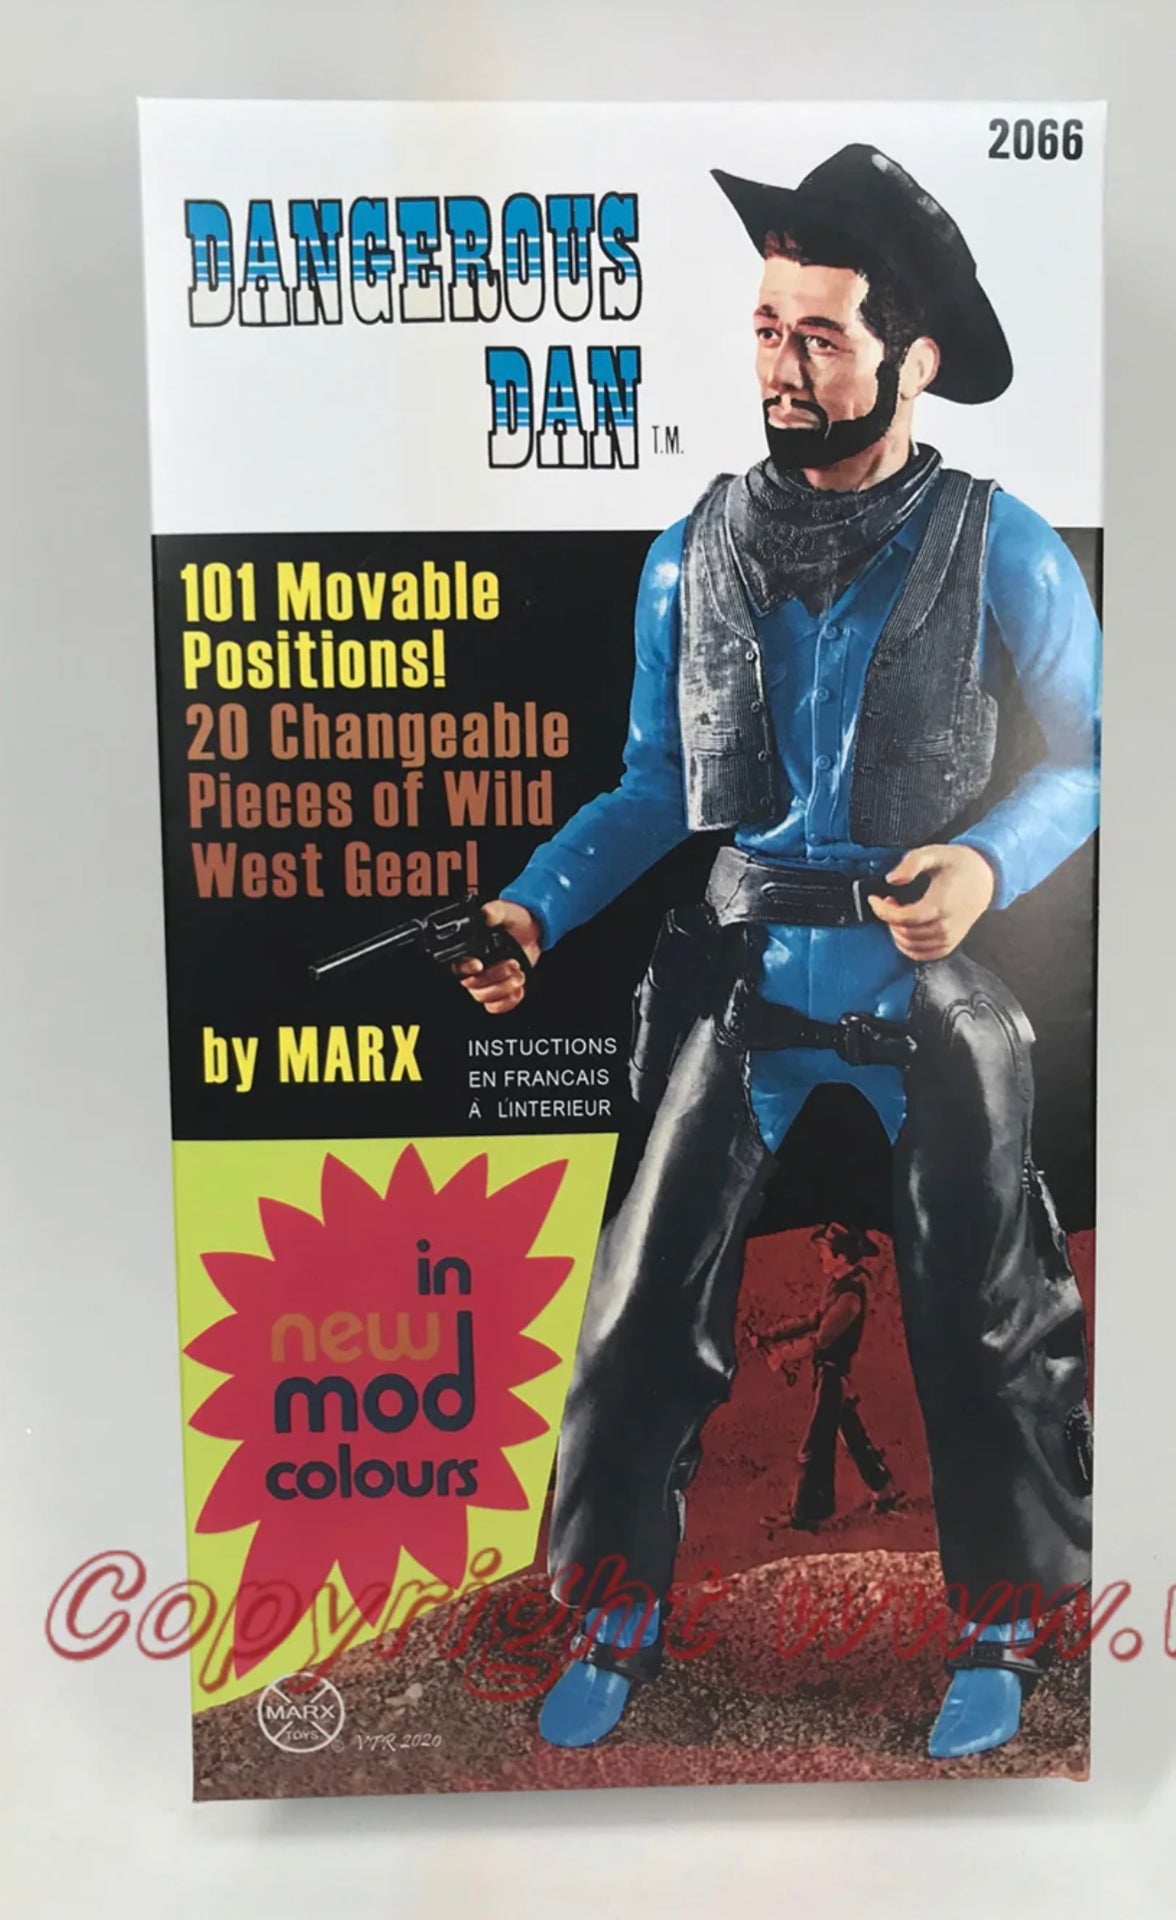 2066
DANGEROUS
DAN T.M.
101 Movable
Positions!
20 Changeable
Pieces of Wild
West Gear!
by MARX
INSTUCTIONS
EN FRANCAIS
À L'INTERIEUR
in
new
mod
colours
Copyright www.
MARX
TOYS
© VTR 2020